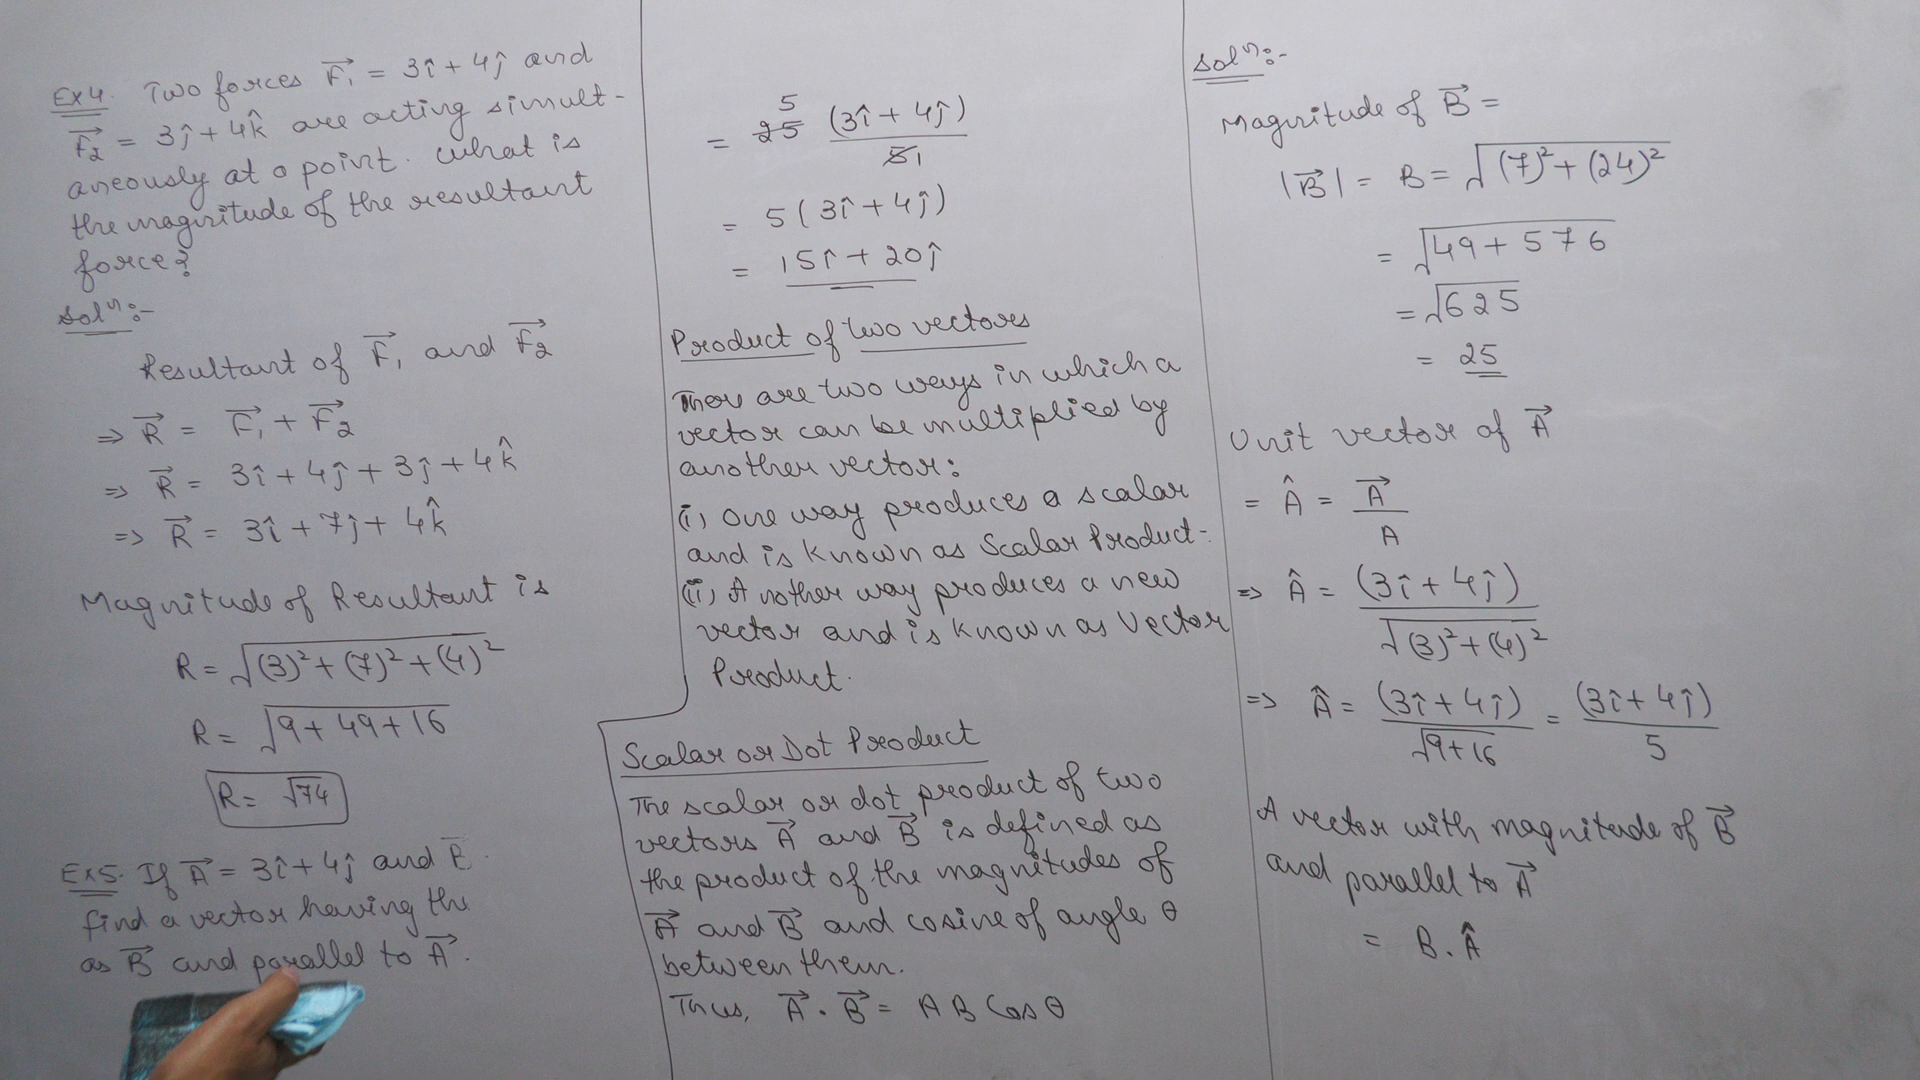 Ex4. Two forces F⃗₁ = 3î + 4ĵ and
F⃗₂ = 3ĵ + 4k̂ are acting simult-
aneously at a point. What is
the magnitude of the resultant
force?
Solⁿ:-
Resultant of F⃗₁ and F⃗₂
⇒ R⃗ = F⃗₁ + F⃗₂
⇒ R⃗ = 3î + 4ĵ + 3ĵ + 4k̂
⇒ R⃗ = 3î + 7ĵ + 4k̂
Magnitude of Resultant is
R = √(3)² + (7)² + (4)²
R = √9 + 49 + 16
R = √74
Ex5. If A⃗ = 3î + 4ĵ and
find a vector having the
as B⃗ and parallel to A⃗.
Solⁿ:-
Magnitude of B⃗ =
|B⃗| = B = √(7)² + (24)²
= √49 + 576
= √625
= 25
Unit vector of A⃗
= Â = A⃗/A
⇒ Â = (3î + 4ĵ)/√(3)² + (4)²
⇒ Â = (3î + 4ĵ)/√9+16 = (3î + 4ĵ)/5
A vector with magnitude of B⃗
and parallel to A⃗
= B.Â
5
= 25 (3î + 4ĵ)/51
= 5(3î + 4ĵ)
= 15î + 20ĵ
Product of two vectors
There are two ways in which a
vector can be multiplied by
another vector:
(i) One way produces a scalar
and is known as Scalar Product-
(ii) Another way produces a new
vector and is known as Vector
Product.
Scalar or Dot Product
The scalar or dot product of two
vectors A⃗ and B⃗ is defined as
the product of the magnitudes of
A⃗ and B⃗ and cosine of angle θ
between them.
Thus, A⃗ . B⃗ = AB Cos θ